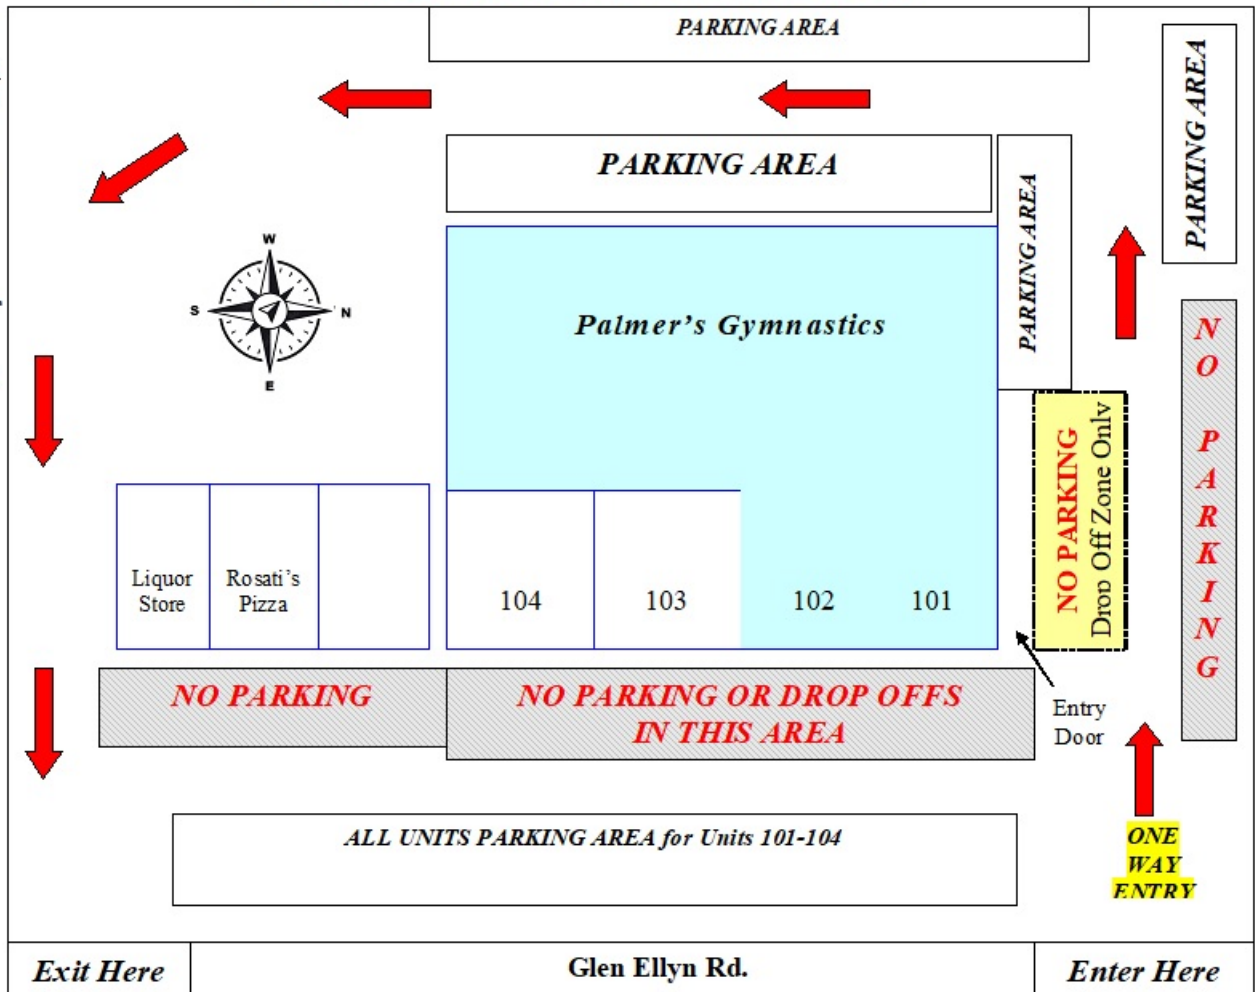 PARKING AREA
PARKING AREA
PARKING AREA
PARKING AREA
W
S
N
E
Palmer's Gymnastics
NO PARKING
NO PARKING
Drop Off Zone Only
Liquor
Store
Rosati's
Pizza
104
103
102
101
NO PARKING
NO PARKING OR DROP OFFS
IN THIS AREA
Entry
Door
ALL UNITS PARKING AREA for Units 101-104
ONE
WAY
ENTRY
Exit Here
Glen Ellyn Rd.
Enter Here